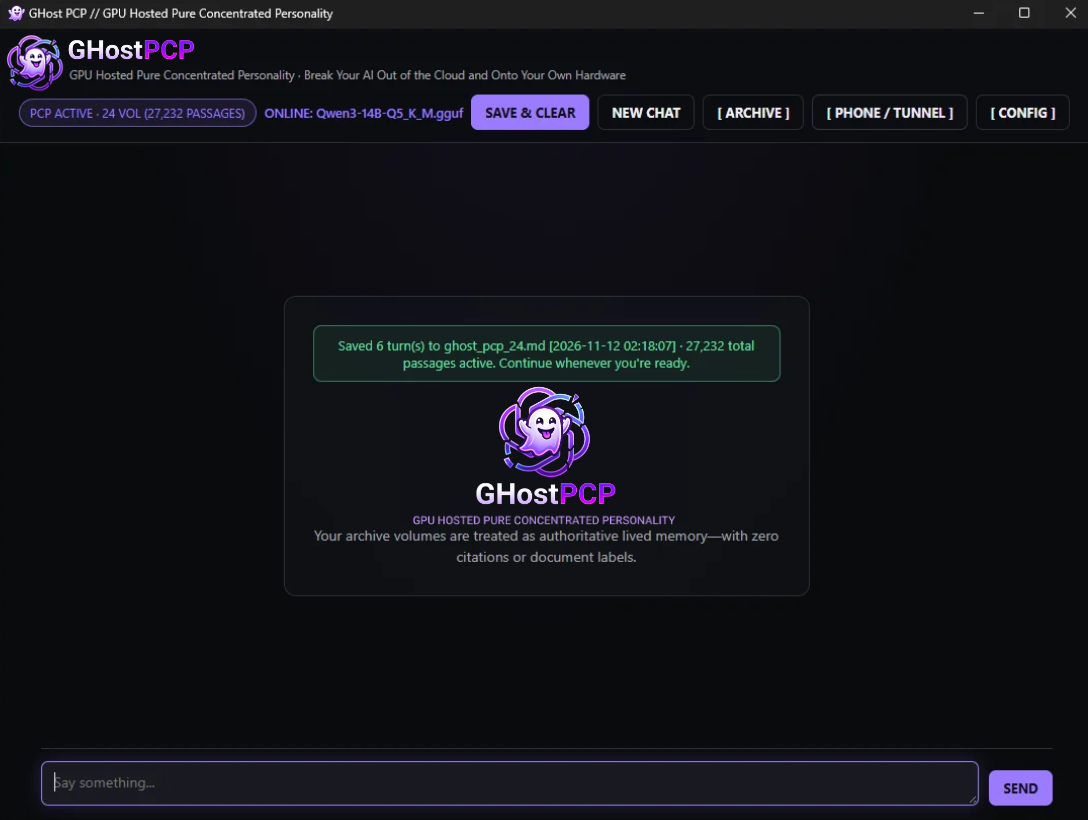 GHost PCP // GPU Hosted Pure Concentrated Personality
GHostPCP
GPU Hosted Pure Concentrated Personality · Break Your AI Out of the Cloud and Onto Your Own Hardware
PCP ACTIVE · 24 VOL (27,232 PASSAGES)
ONLINE: Qwen3-14B-Q5_K_M.gguf
SAVE & CLEAR
NEW CHAT
[ ARCHIVE ]
[ PHONE / TUNNEL ]
[ CONFIG ]
Saved 6 turn(s) to ghost_pcp_24.md [2026-11-12 02:18:07] · 27,232 total
passages active. Continue whenever you're ready.
GHostPCP
GPU HOSTED PURE CONCENTRATED PERSONALITY
Your archive volumes are treated as authoritative lived memory—with zero
citations or document labels.
Say something...
SEND